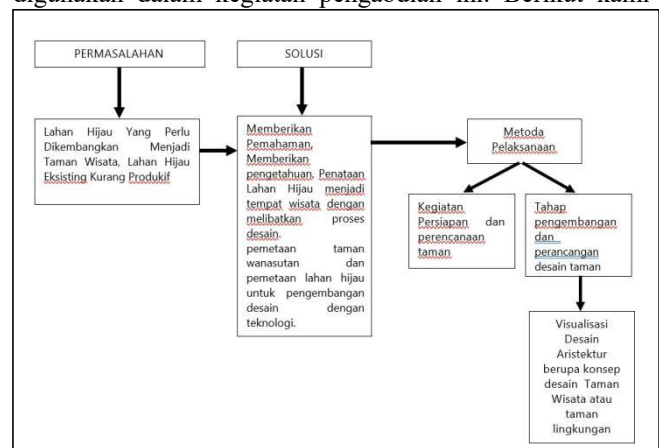 digunakan dalam kegiatan pengabdian ini. Berikut kami
PERMASALAHAN
SOLUSI
Lahan Hijau Yang Perlu
Dikembangkan Menjadi
Taman Wisata, Lahan Hijau
Eksisting Kurang Produkif
Memberikan
Pemahaman,
Memberikan
pengetahuan, Penataan
Lahan Hijau menjadi
tempat wisata dengan
melibatkan proses
desain.
pemetaan taman
wanasutan dan
pemetaan lahan hijau
untuk pengembangan
desain dengan
teknologi.
Metoda
Pelaksanaan
Kegiatan
Persiapan dan
perencanaan
taman
Tahap
pengembangan
dan
perancangan
desain taman
Visualisasi
Desain
Aristektur
berupa konsep
desain Taman
Wisata atau
taman
lingkungan